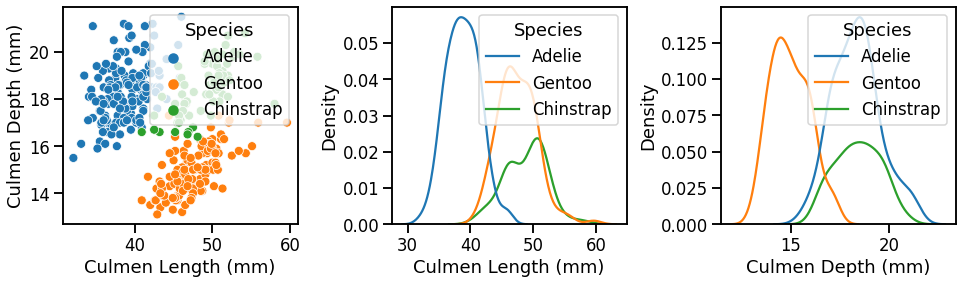 Species
Adelie
Gentoo
Chinstrap
20
18
16
14
Culmen Depth (mm)
40
50
60
Culmen Length (mm)
Species
Adelie
Gentoo
Chinstrap
0.05
0.04
0.03
0.02
0.01
0.00
Density
30
40
50
60
Culmen Length (mm)
Species
Adelie
Gentoo
Chinstrap
0.125
0.100
0.075
0.050
0.025
0.000
Density
15
20
Culmen Depth (mm)